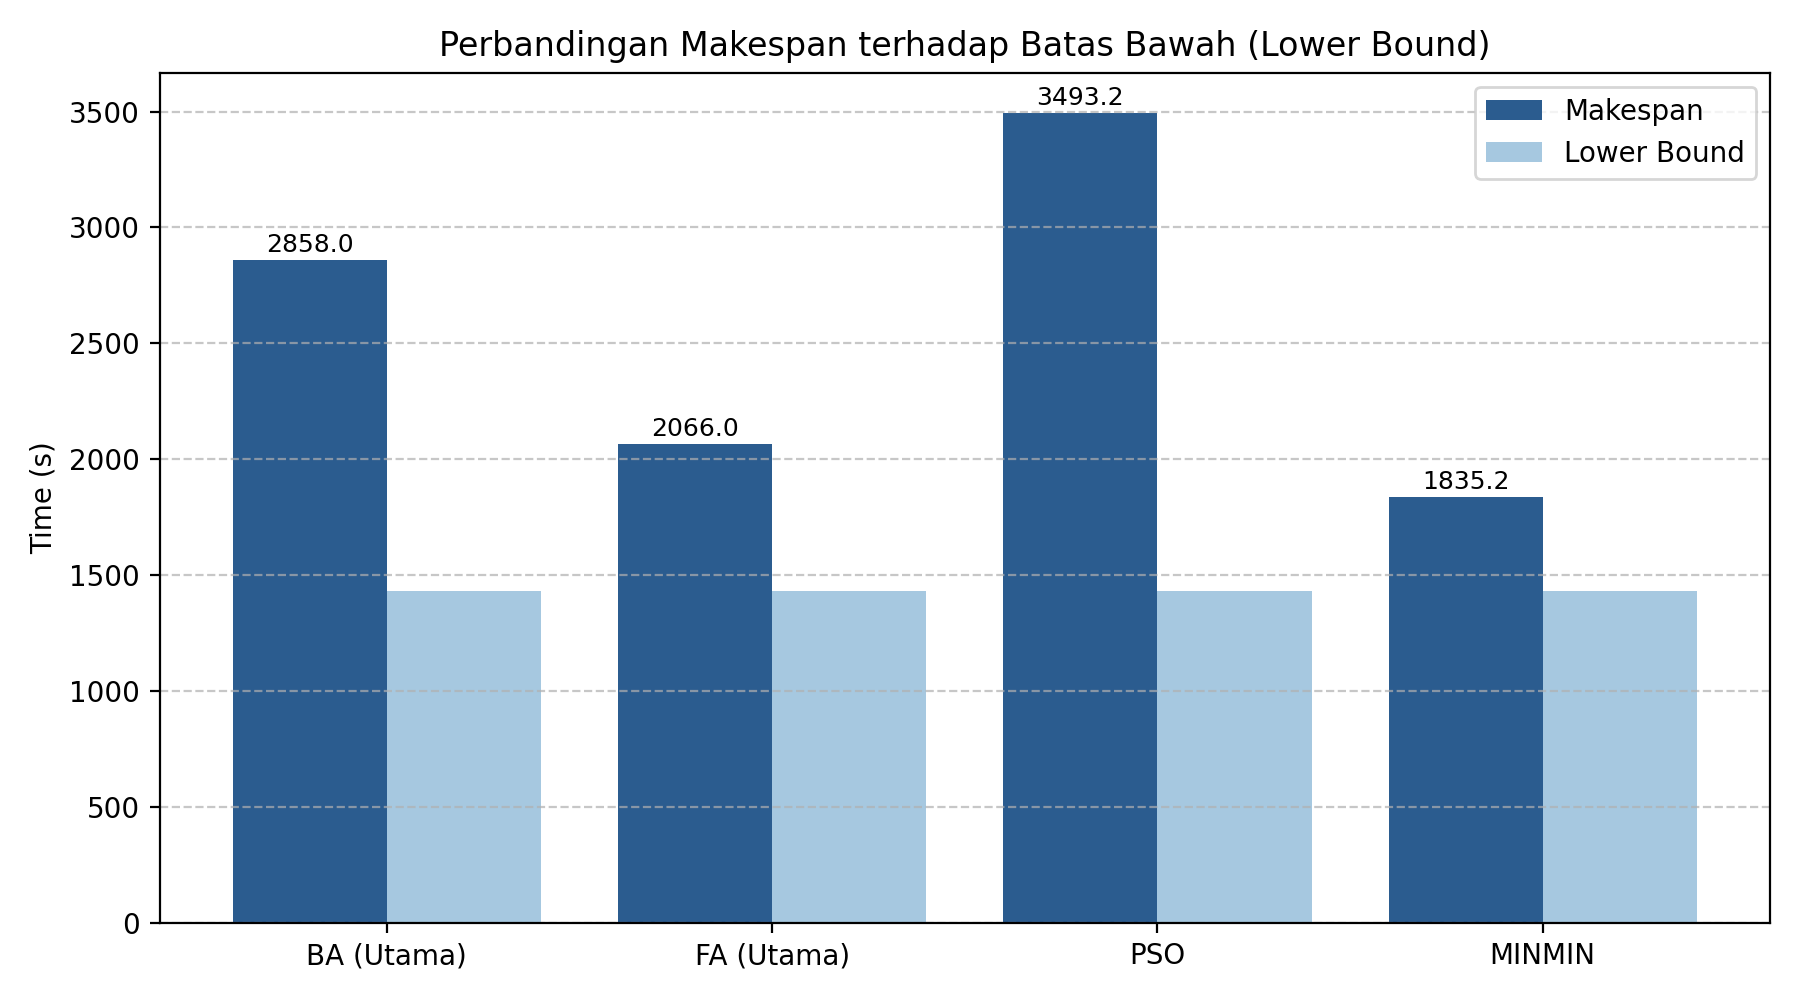 Perbandingan Makespan terhadap Batas Bawah (Lower Bound)
Makespan
Lower Bound
Time (s)
3500
3000
2500
2000
1500
1000
500
0
2858.0
2066.0
3493.2
1835.2
BA (Utama)
FA (Utama)
PSO
MINMIN